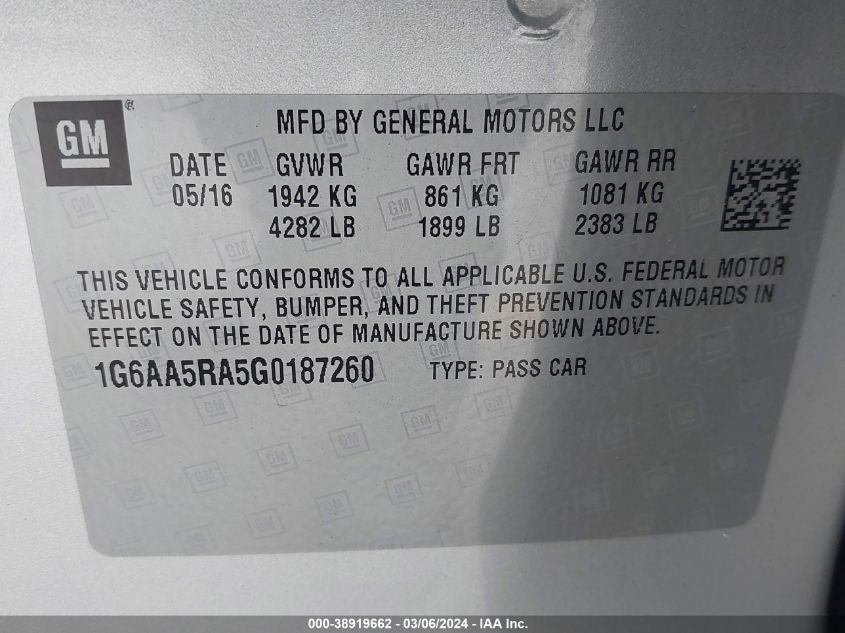 GM
MFD BY GENERAL MOTORS LLC
DATE GVWR GAWR FRT GAWR RR
05/16 1942 KG 861 KG 1081 KG
4282 LB 1899 LB 2383 LB
THIS VEHICLE CONFORMS TO ALL APPLICABLE U.S. FEDERAL MOTOR
VEHICLE SAFETY, BUMPER, AND THEFT PREVENTION STANDARDS IN
EFFECT ON THE DATE OF MANUFACTURE SHOWN ABOVE.
1G6AA5RA5G0187260 TYPE: PASS CAR
000-38919662 - 03/06/2024 - IAA Inc.